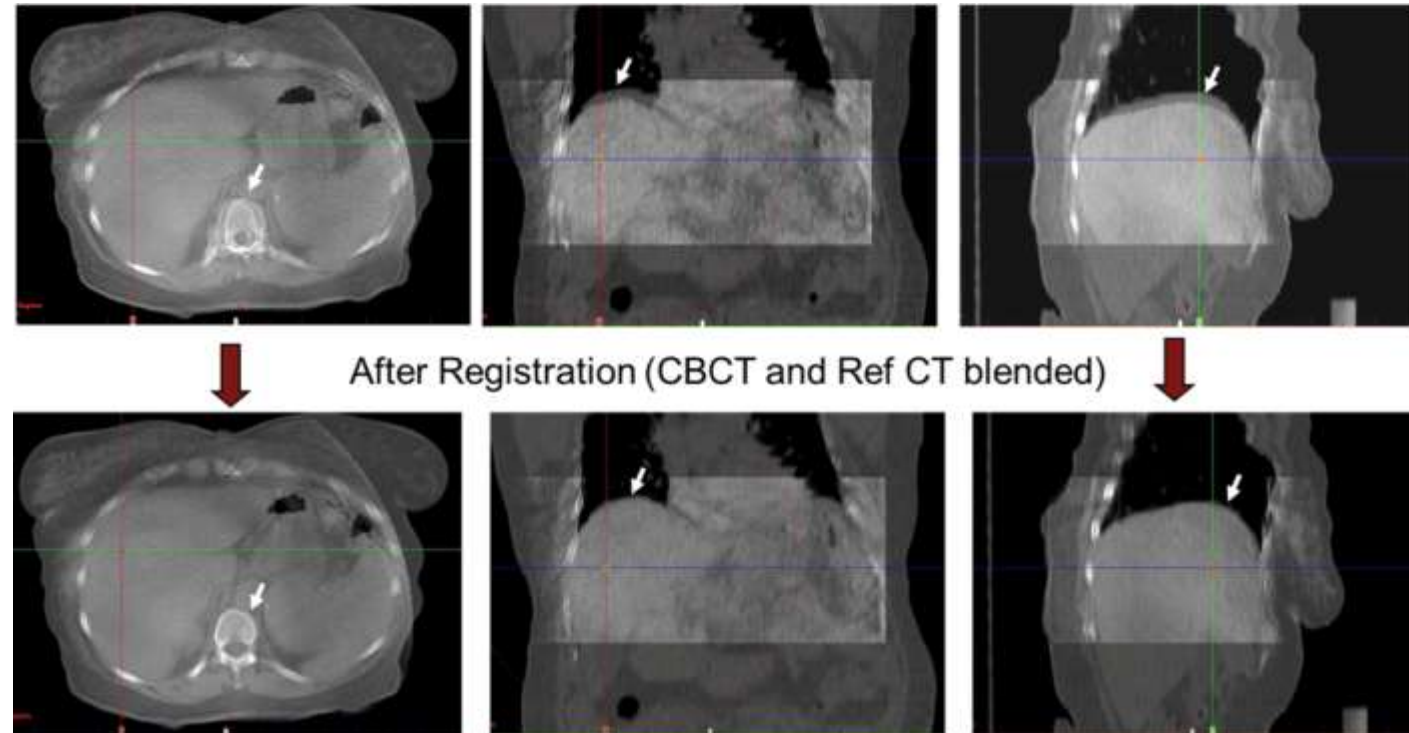 After Registration (CBCT and Ref CT blended)